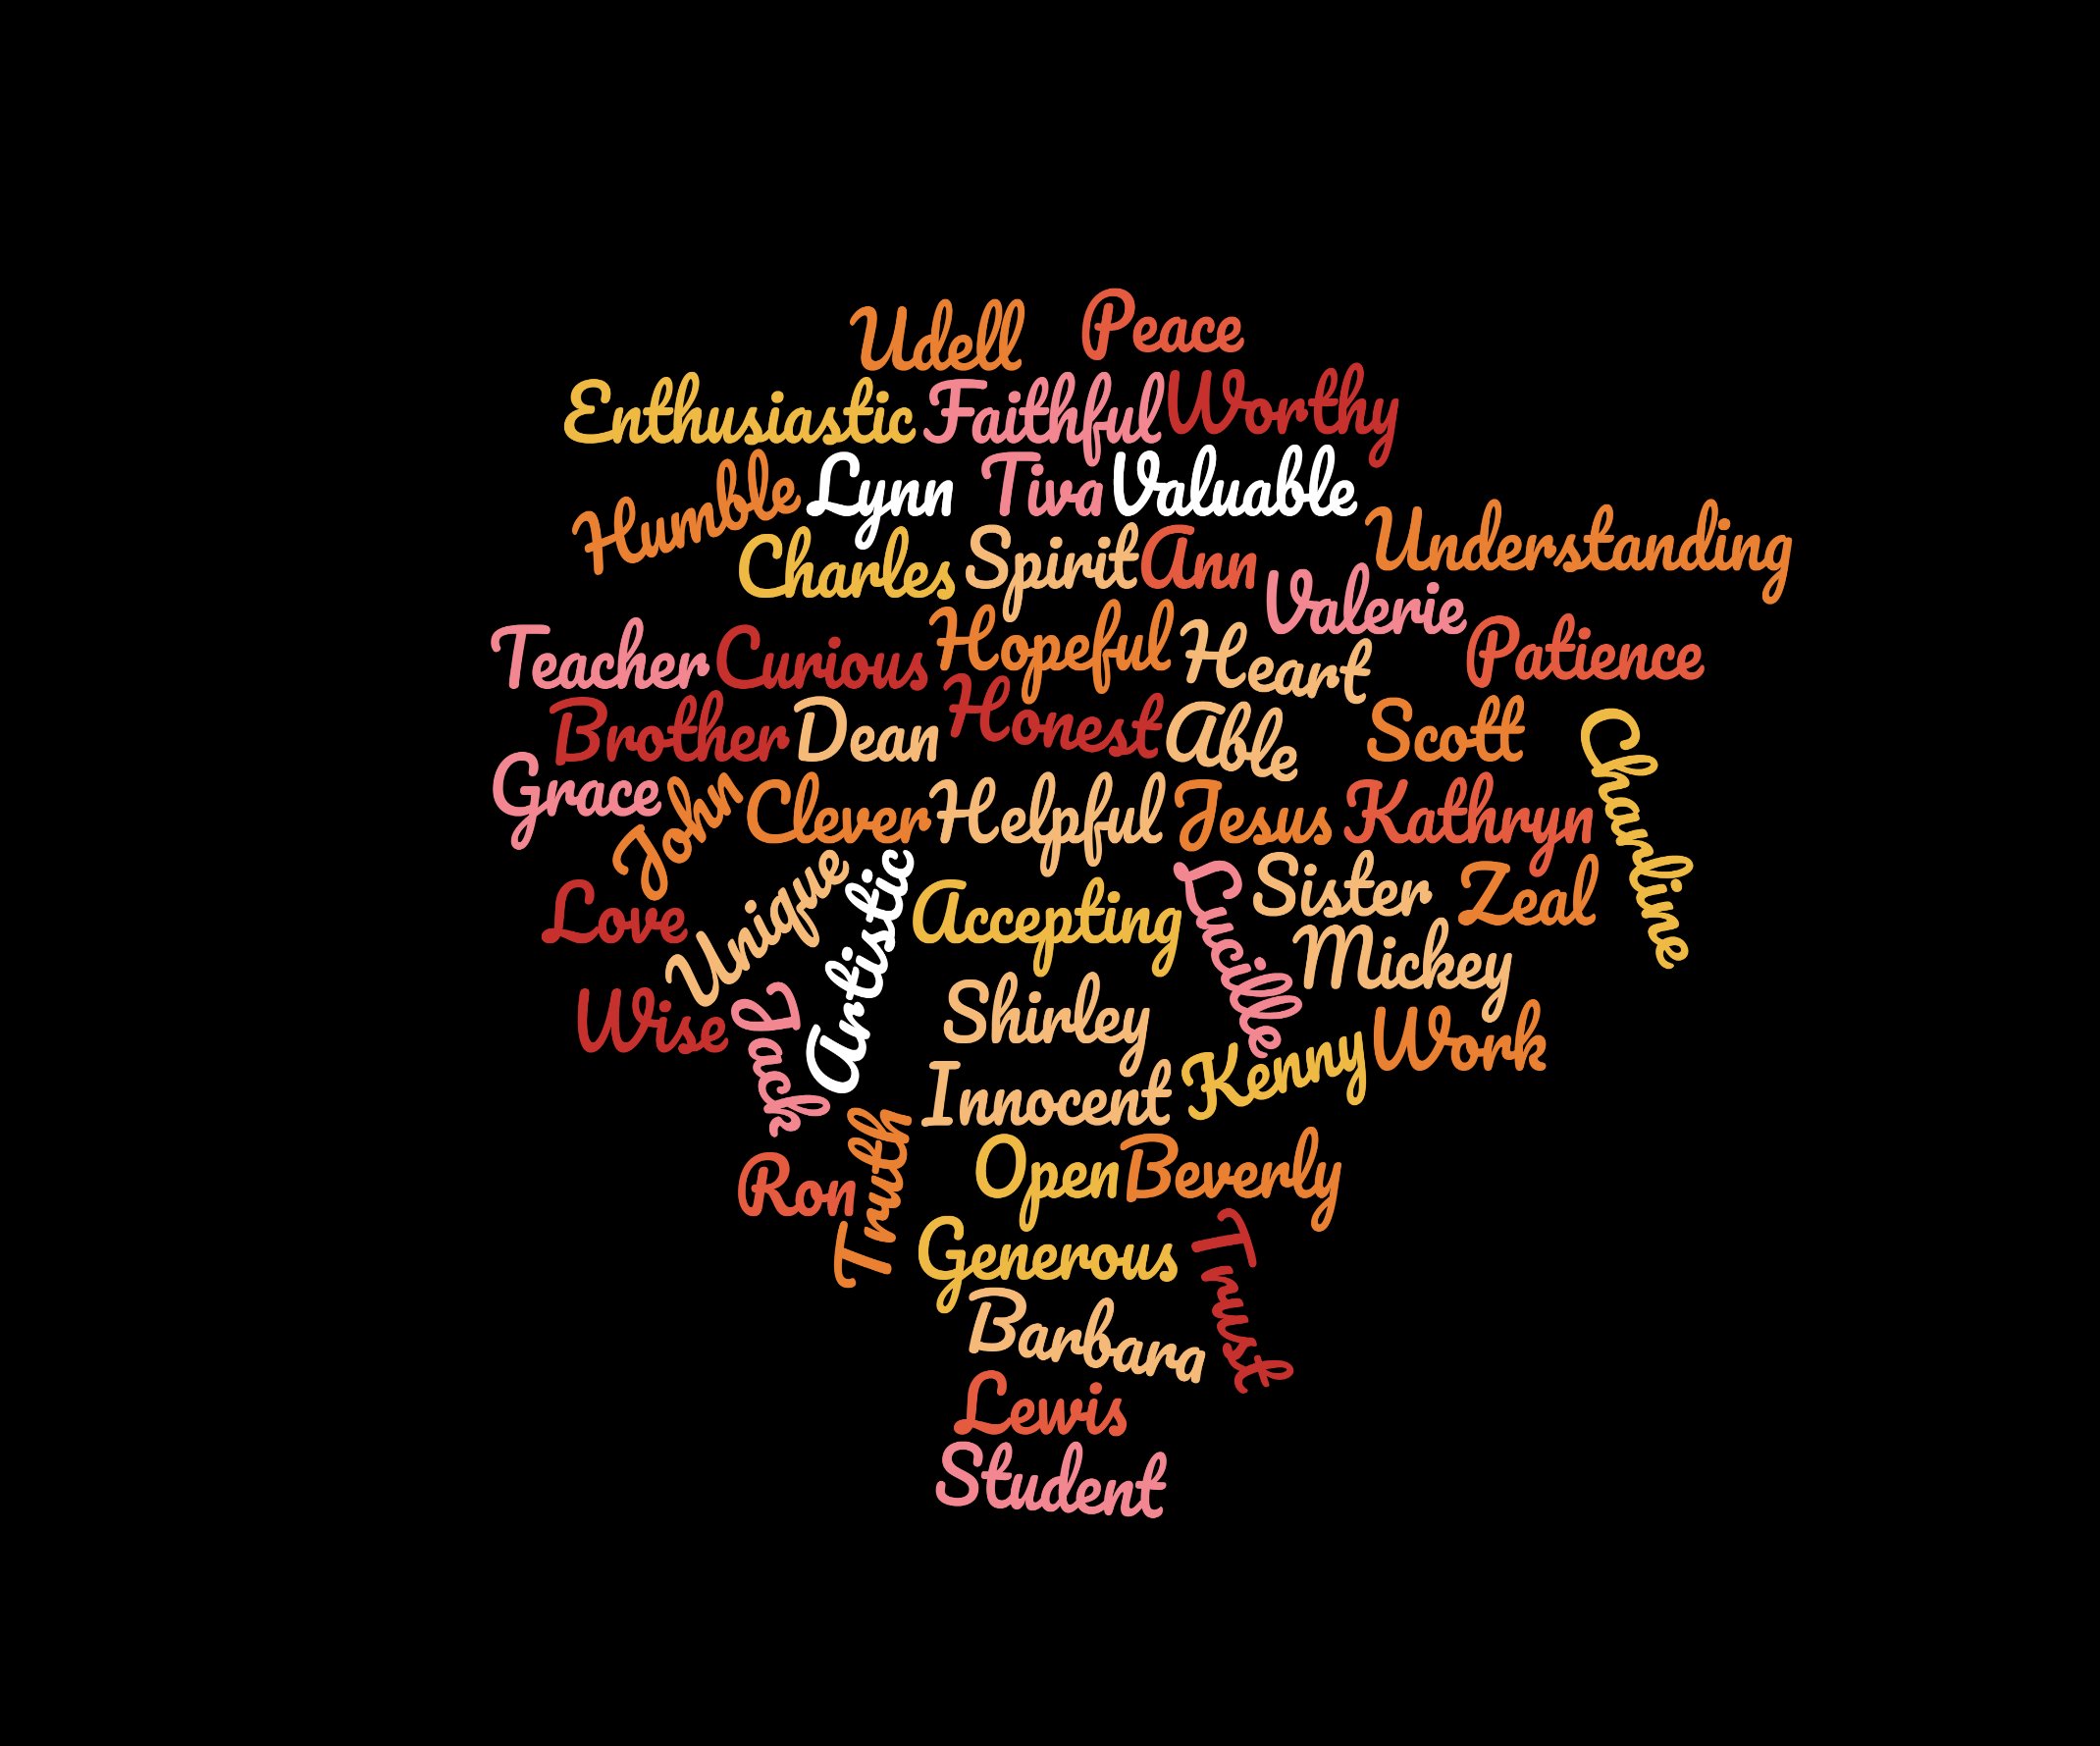 Udell Peace
Enthusiastic Faithful Worthy
Humble Lynn Tiva Valuable
Understanding
Charles Spirit Ann
Valerie
Teacher Curious Hopeful Heart Patience
Brother Dean Honest Able Scott Charline
Grace John Clever Helpful Jesus Kathryn
Love Unique Artistic Accepting Lucille Sister Zeal
Mickey
Wise Jack Shirley Work
Innocent Kenny
Ron Truth Open Beverly
Generous Trust
Barbara
Lewis
Student